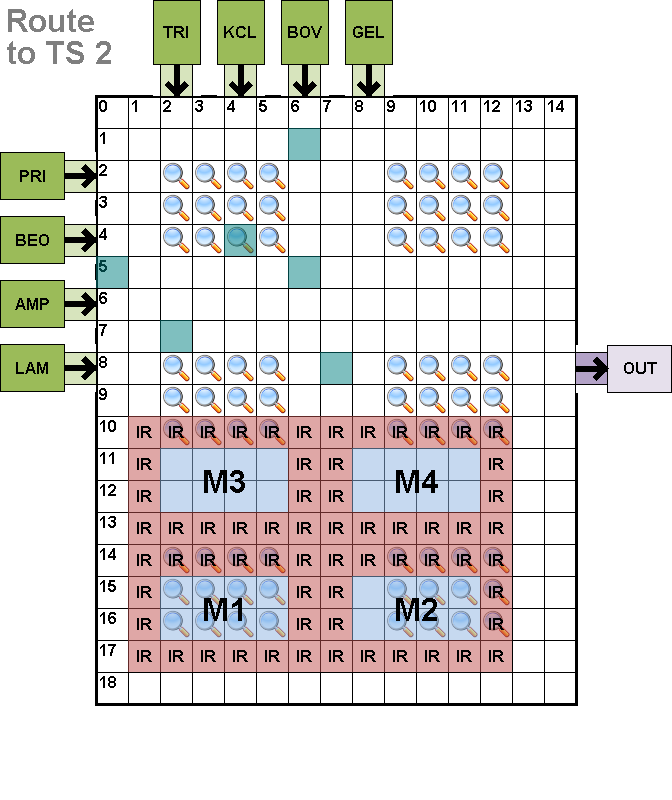 Route
to TS 2
TRI KCL BOV GEL
0 1 2 3 4 5 6 7 8 9 10 11 12 13 14
1
PRI 2
3
BEO 4
5
AMP 6
7
LAM 8 OUT
9
10 IR IR IR IR IR IR IR IR IR IR IR IR
11 IR M3 IR IR M4 IR
12 IR IR IR IR
13 IR IR IR IR IR IR IR IR IR IR IR IR
14 IR IR IR IR IR IR IR IR IR IR IR IR
15 IR M1 IR IR M2 IR
16 IR IR IR IR
17 IR IR IR IR IR IR IR IR IR IR IR IR
18